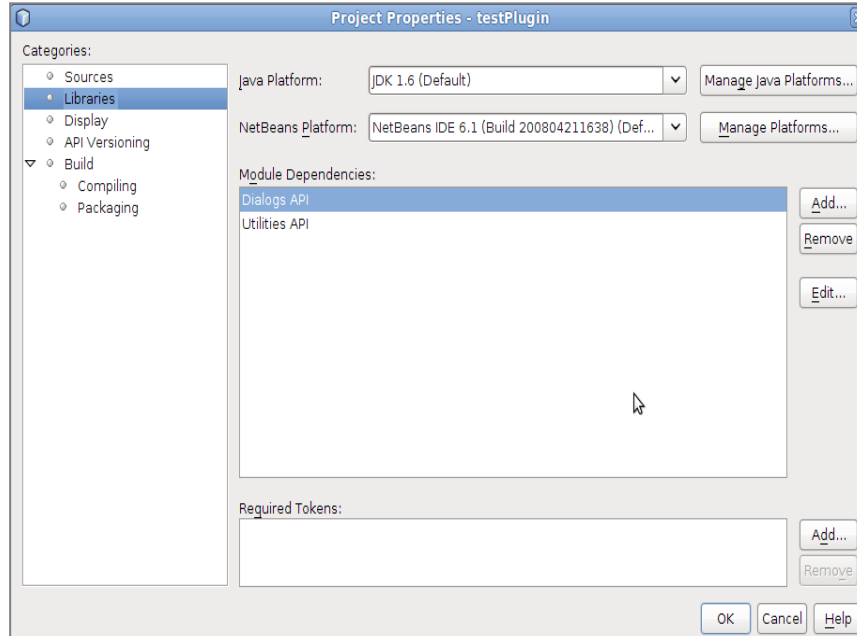 Project Properties - testPlugin
Categories:
Sources
Libraries
Display
API Versioning
Build
Compiling
Packaging
Java Platform:
JDK 1.6 (Default)
Manage Java Platforms...
NetBeans Platform:
NetBeans IDE 6.1 (Build 200804211638) (Def...
Manage Platforms...
Module Dependencies:
Dialogs API
Utilities API
Add...
Remove
Edit...
Required Tokens:
Add...
Remove
OK
Cancel
Help